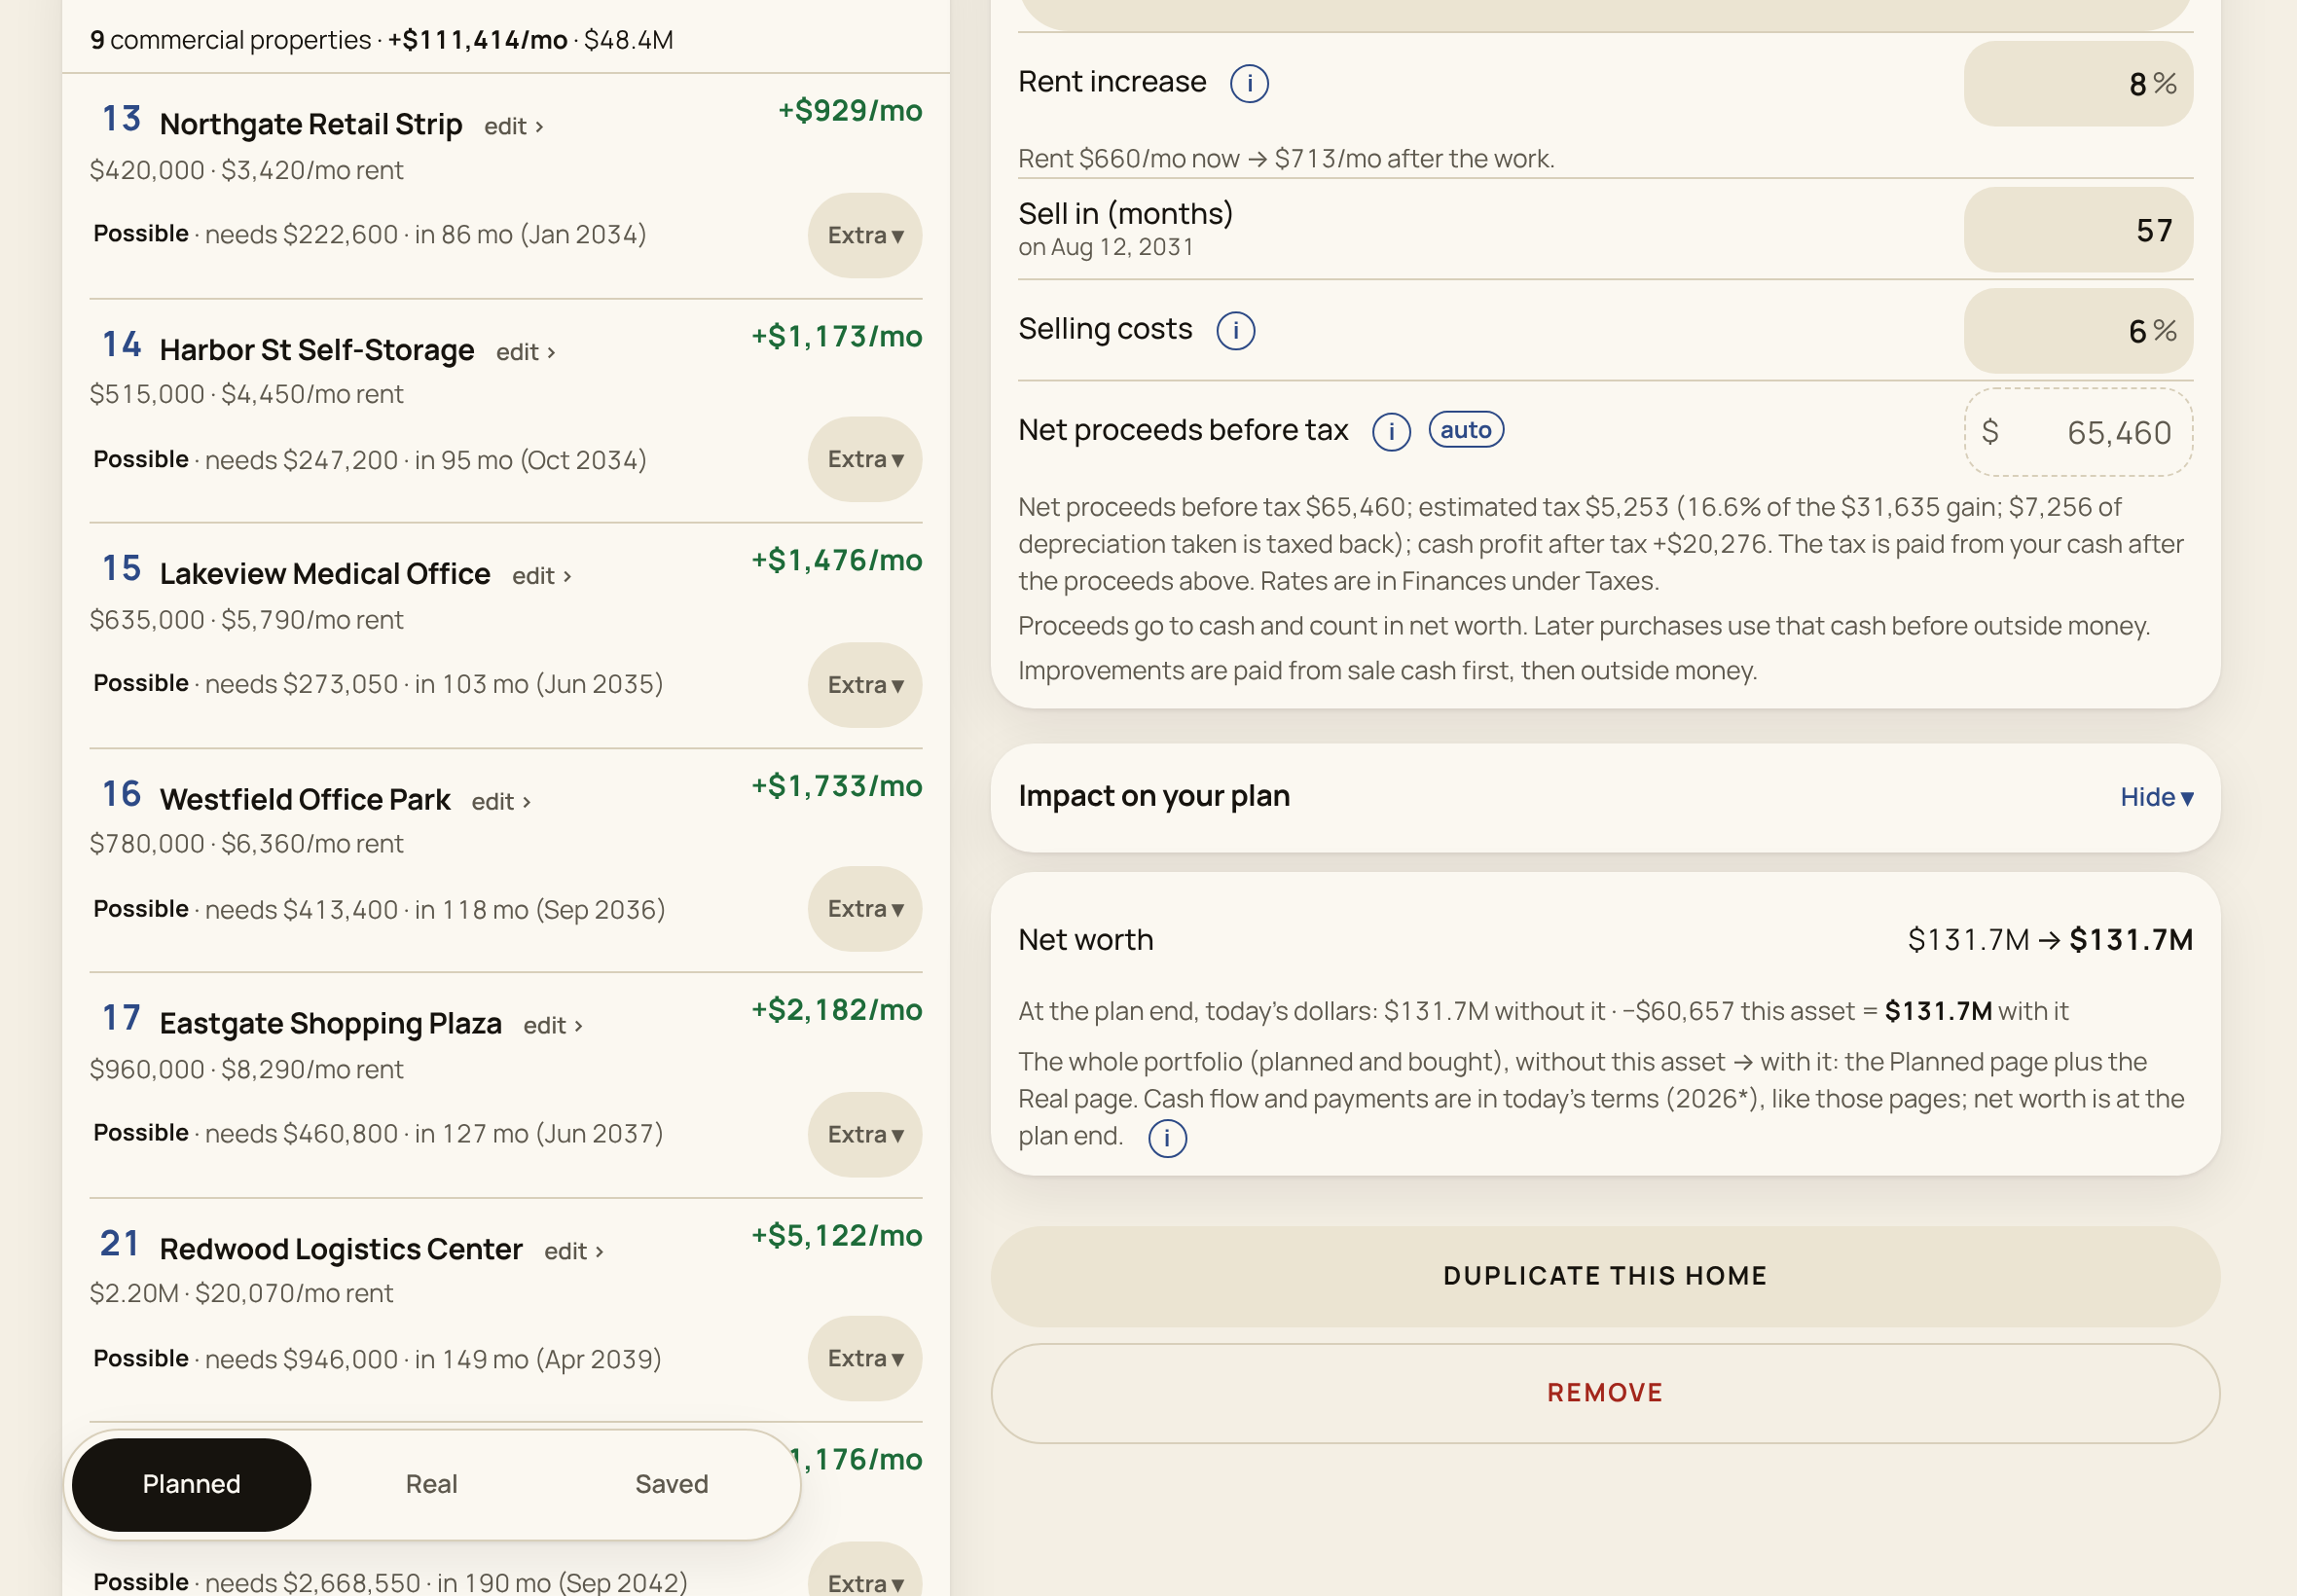 9 commercial properties · +$111,414/mo · $48.4M
13 Northgate Retail Strip edit › +$929/mo
$420,000 · $3,420/mo rent
Possible · needs $222,600 · in 86 mo (Jan 2034) Extra ▾
14 Harbor St Self-Storage edit › +$1,173/mo
$515,000 · $4,450/mo rent
Possible · needs $247,200 · in 95 mo (Oct 2034) Extra ▾
15 Lakeview Medical Office edit › +$1,476/mo
$635,000 · $5,790/mo rent
Possible · needs $273,050 · in 103 mo (Jun 2035) Extra ▾
16 Westfield Office Park edit › +$1,733/mo
$780,000 · $6,360/mo rent
Possible · needs $413,400 · in 118 mo (Sep 2036) Extra ▾
17 Eastgate Shopping Plaza edit › +$2,182/mo
$960,000 · $8,290/mo rent
Possible · needs $460,800 · in 127 mo (Jun 2037) Extra ▾
21 Redwood Logistics Center edit › +$5,122/mo
$2.20M · $20,070/mo rent
Possible · needs $946,000 · in 149 mo (Apr 2039) Extra ▾
1,176/mo
Planned Real Saved
Possible · needs $2,668,550 · in 190 mo (Sep 2042) Extra ▾
Rent increase i 8 %
Rent $660/mo now → $713/mo after the work.
Sell in (months) 57
on Aug 12, 2031
Selling costs i 6 %
Net proceeds before tax i auto $ 65,460
Net proceeds before tax $65,460; estimated tax $5,253 (16.6% of the $31,635 gain; $7,256 of
depreciation taken is taxed back); cash profit after tax +$20,276. The tax is paid from your cash after
the proceeds above. Rates are in Finances under Taxes.
Proceeds go to cash and count in net worth. Later purchases use that cash before outside money.
Improvements are paid from sale cash first, then outside money.
Impact on your plan Hide ▾
Net worth $131.7M → $131.7M
At the plan end, today's dollars: $131.7M without it · −$60,657 this asset = $131.7M with it
The whole portfolio (planned and bought), without this asset → with it: the Planned page plus the
Real page. Cash flow and payments are in today's terms (2026*), like those pages; net worth is at the
plan end. i
DUPLICATE THIS HOME
REMOVE